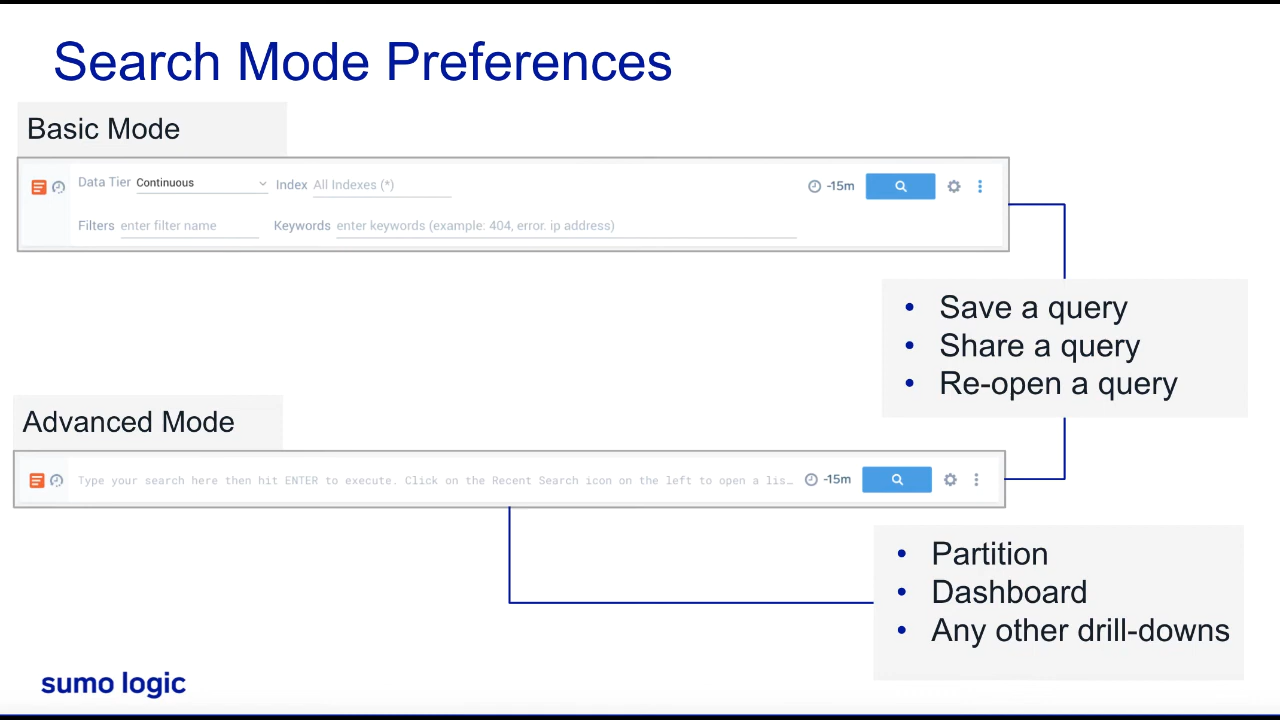 Search Mode Preferences
Basic Mode
Data Tier Continuous Index All Indexes (*) -15m
Filters enter filter name Keywords enter keywords (example: 404, error. ip address)
• Save a query
• Share a query
• Re-open a query
Advanced Mode
Type your search here then hit ENTER to execute. Click on the Recent Search icon on the left to open a lis… -15m
• Partition
• Dashboard
• Any other drill-downs
sumo logic